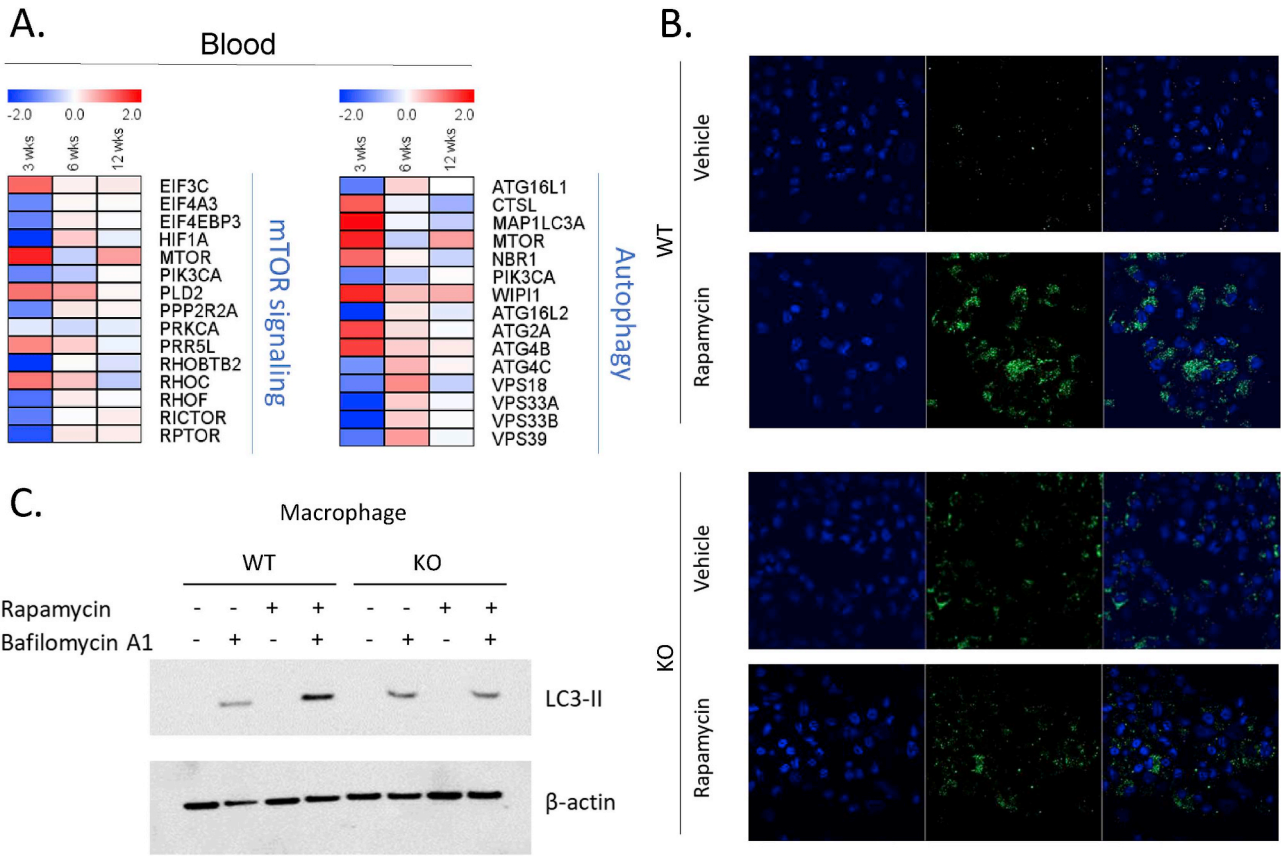 A.
Blood
-2.0 0.0 2.0
3 wks 6 wks 12 wks
EIF3C
EIF4A3
EIF4EBP3
HIF1A
MTOR
PIK3CA
PLD2
PPP2R2A
PRKCA
PRR5L
RHOBTB2
RHOC
RHOF
RICTOR
RPTOR
mTOR signaling
-2.0 0.0 2.0
3 wks 6 wks 12 wks
ATG16L1
CTSL
MAP1LC3A
MTOR
NBR1
PIK3CA
WIPI1
ATG16L2
ATG2A
ATG4B
ATG4C
VPS18
VPS33A
VPS33B
VPS39
Autophagy
B.
WT
Vehicle
Rapamycin
KO
Vehicle
Rapamycin
C.
Macrophage
WT KO
Rapamycin - - + + - - + +
Bafilomycin A1 - + - + - + - +
LC3-II
β-actin